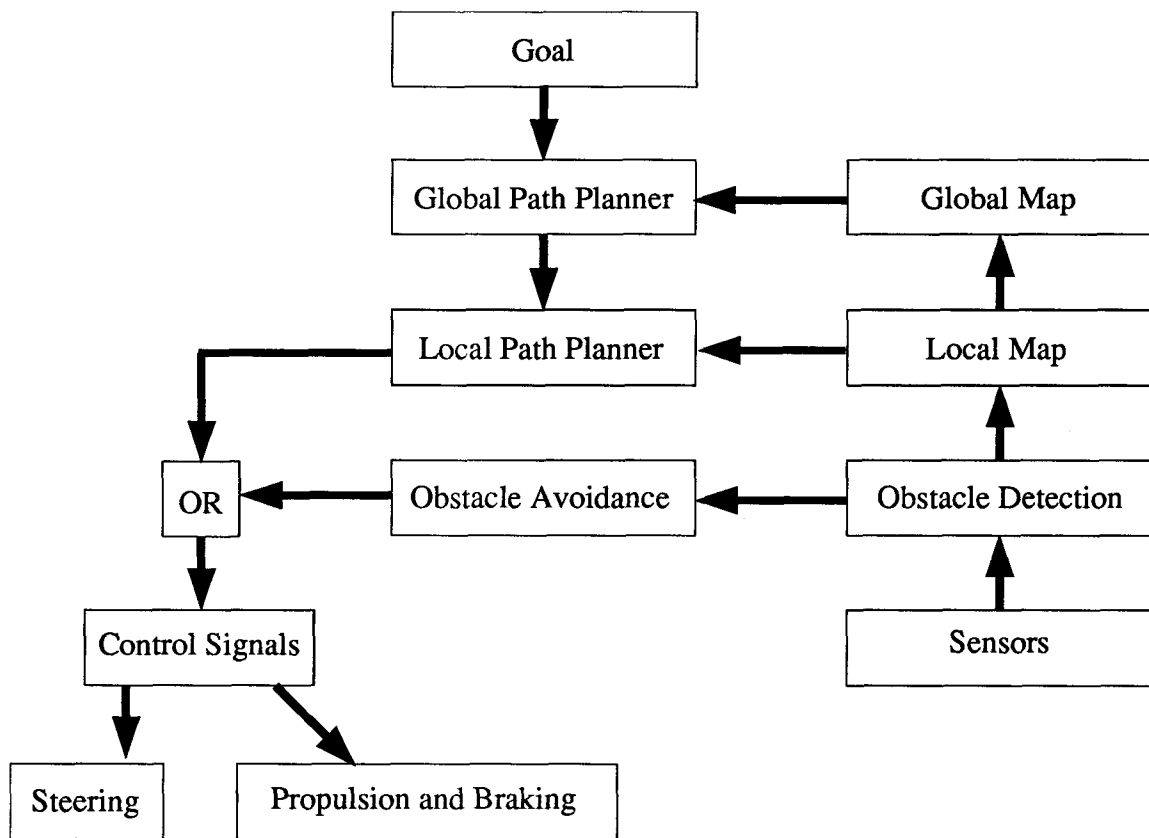 Goal
Global Path Planner
Global Map
Local Path Planner
Local Map
OR
Obstacle Avoidance
Obstacle Detection
Control Signals
Sensors
Steering
Propulsion and Braking